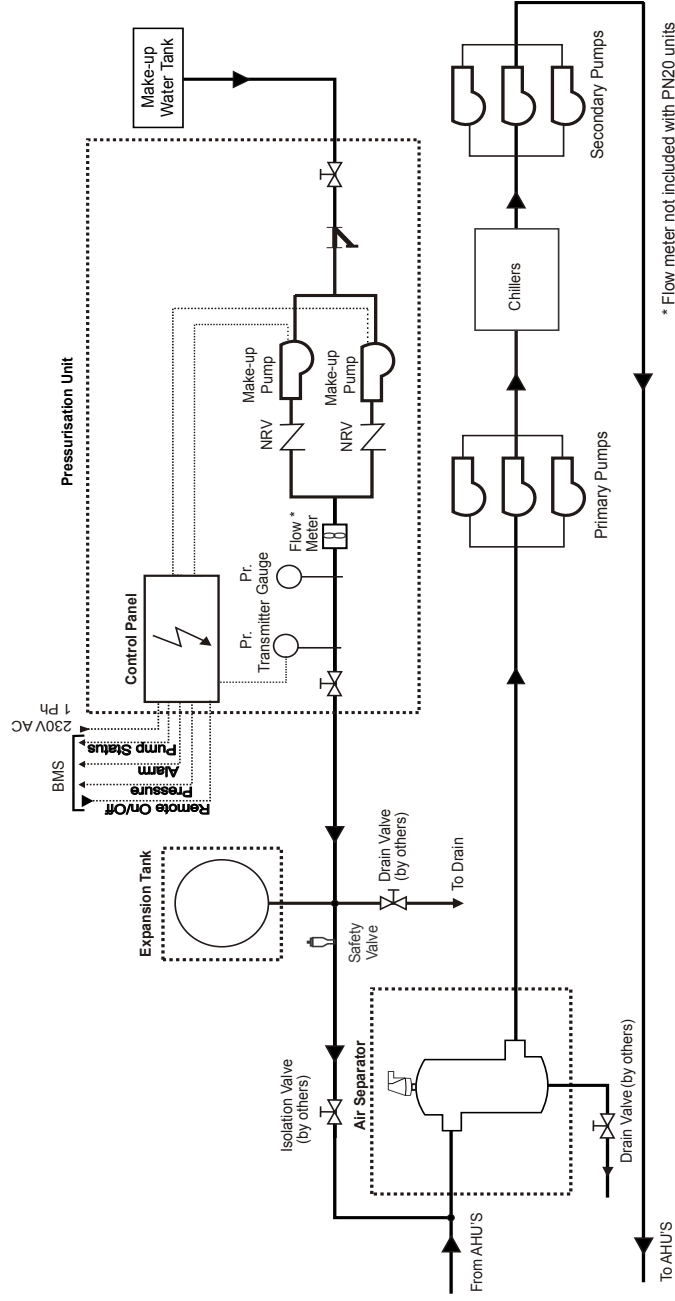 Make-up
Water Tank
Pressurisation Unit
Control Panel
230V AC
1 Ph
BMS
Pump Status
Alarm
Pressure
Remote On/Off
Pr.
Transmitter
Pr.
Gauge
Flow *
Meter
NRV
NRV
Make-up
Pump
Make-up
Pump
Expansion Tank
Safety
Valve
Drain Valve
(by others)
To Drain
Isolation Valve
(by others)
Air Separator
Drain Valve (by others)
From AHU'S
To AHU'S
Primary Pumps
Chillers
Secondary Pumps
* Flow meter not included with PN20 units